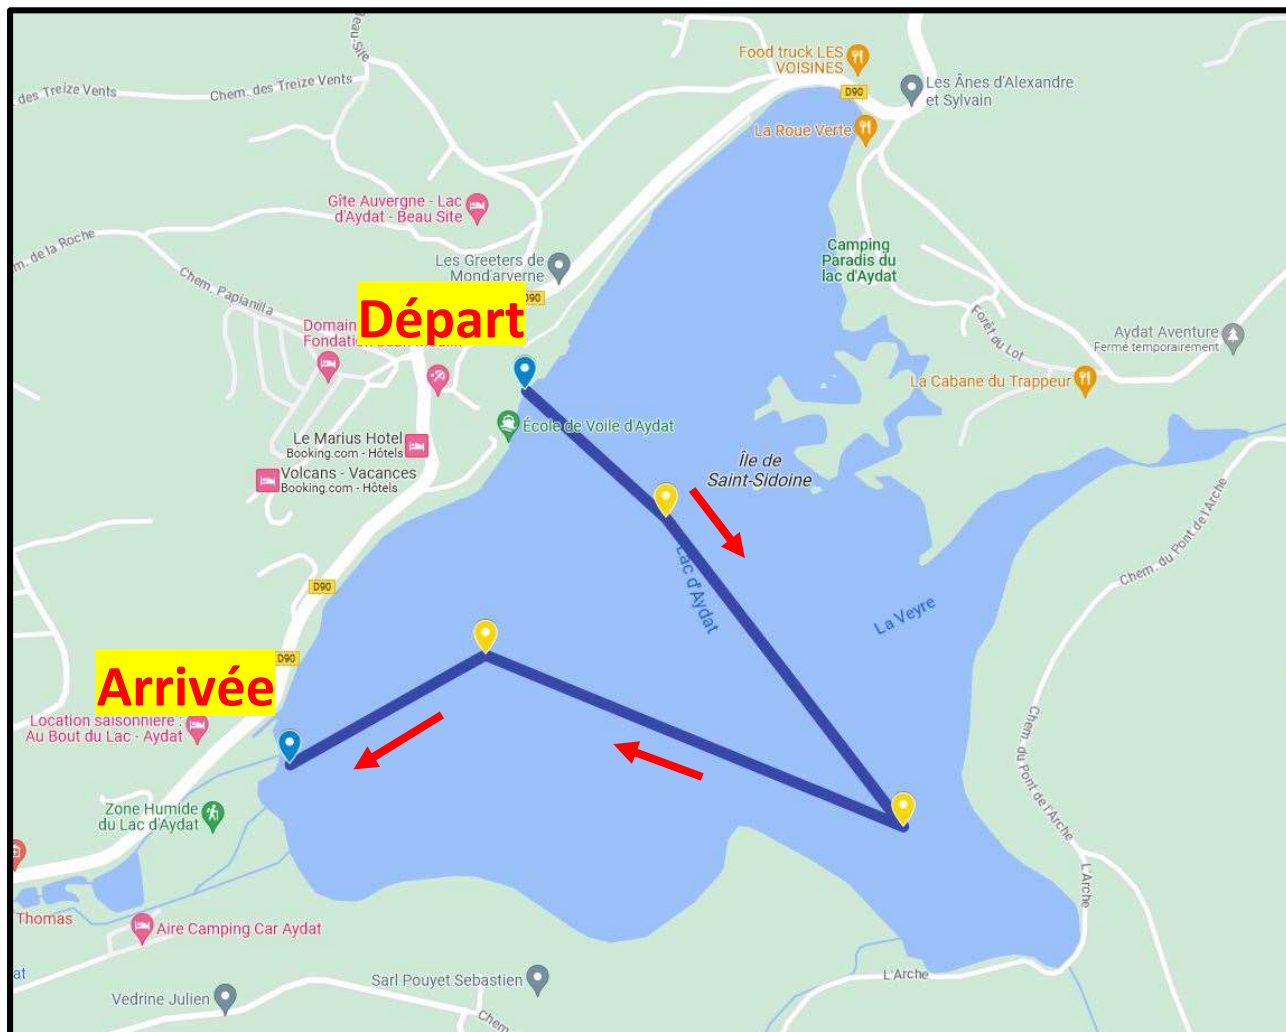 Beau-Site
des Treize Vents
Chem. des Treize Vents
Food truck LES
VOISINES
D90
Les Ânes d'Alexandre
et Sylvain
La Roue Verte
Gîte Auvergne - Lac
d'Aydat - Beau Site
m. de la Roche
Les Greeters de
Mond'arverne
Camping
Paradis du
lac d'Aydat
Chem. Papianilla
D90
Départ
Domain
Fondation
Forêt du Lot
Aydat Aventure
Fermé temporairement
La Cabane du Trappeur
École de Voile d'Aydat
Le Marius Hotel
Booking.com - Hôtels
Volcans - Vacances
Booking.com - Hôtels
Île de
Saint-Sidoine
Chem. du Pont de l'Arche
Lac d'Aydat
D90
La Veyre
D90
Arrivée
Location saisonnière :
Au Bout du Lac - Aydat
Chem. du Pont de l'Arche
Zone Humide
du Lac d'Aydat
L'Arche
Thomas
Aire Camping Car Aydat
at
Sarl Pouyet Sebastien
L'Arche
Vedrine Julien
Chem.